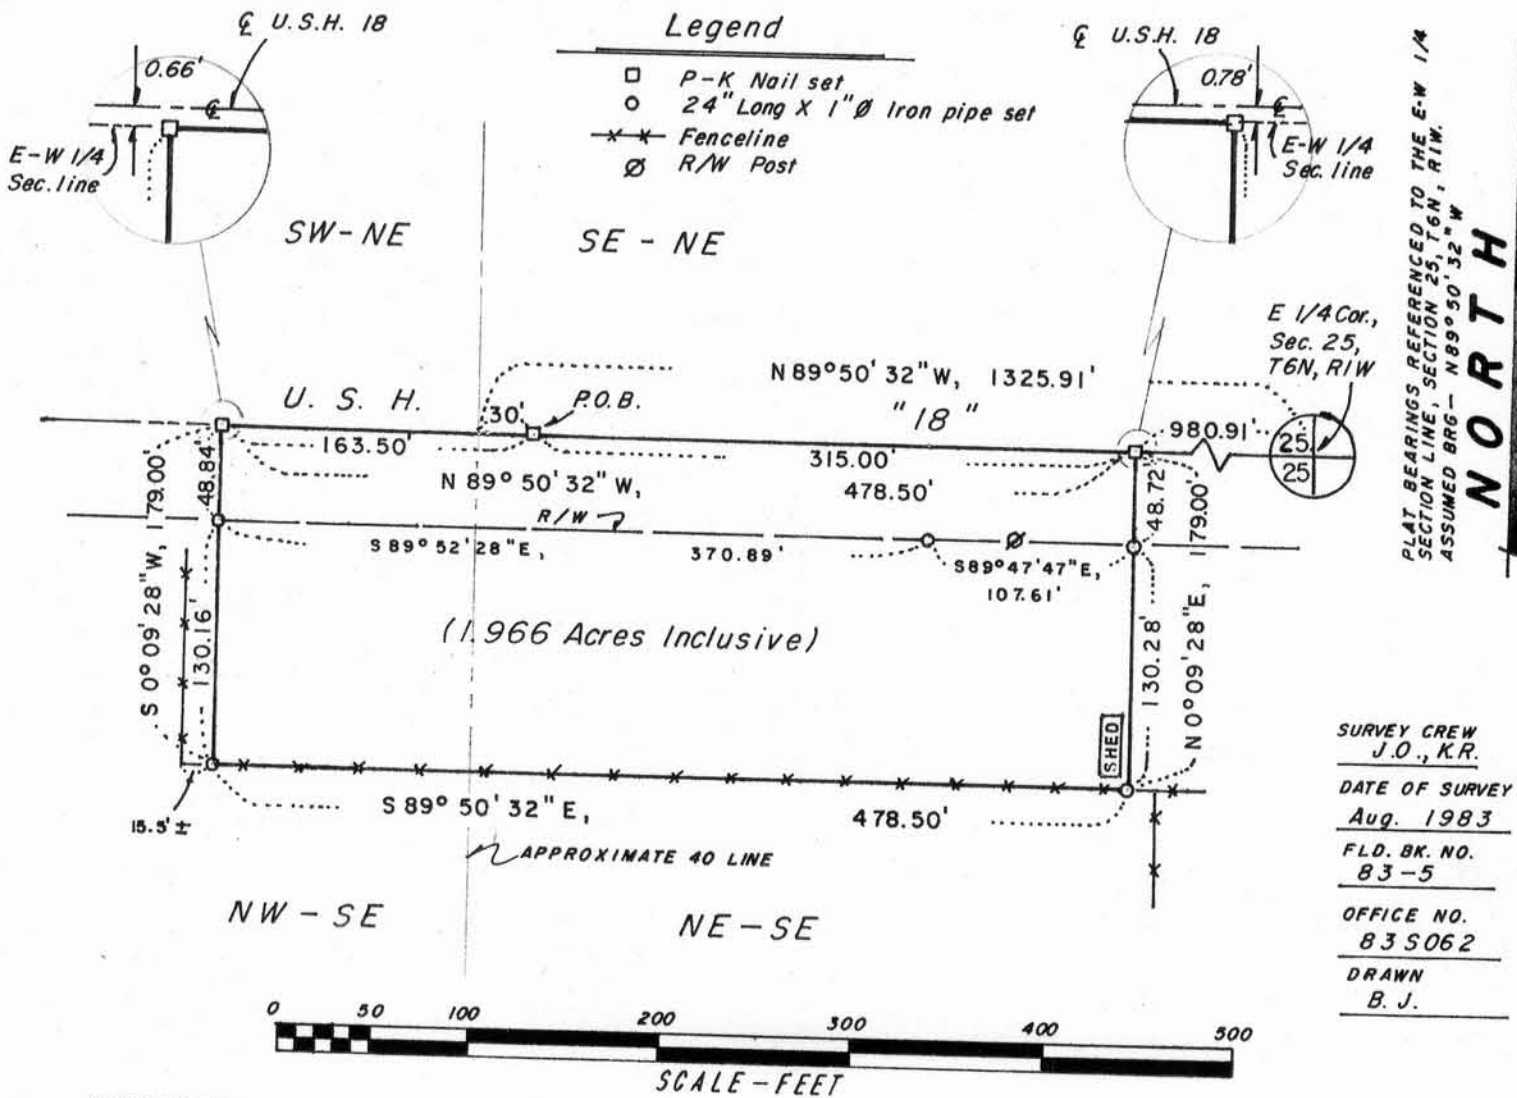 Legend
P-K Nail set
24" Long X 1" Ø Iron pipe set
Fenceline
R/W Post
℄ U.S.H. 18
0.66'
℄
E-W 1/4
Sec. line
℄ U.S.H. 18
0.78'
℄
E-W 1/4
Sec. line
PLAT BEARINGS REFERENCED TO THE E-W 1/4
SECTION LINE, SECTION 25, T6N, R1W.
ASSUMED BRG — N89°50'32"W
NORTH
SW-NE
SE - NE
E 1/4 Cor.,
Sec. 25,
T6N, R1W
25
25
N 89°50'32"W, 1325.91'
U. S. H.
"18"
30'
P.O.B.
163.50'
315.00'
980.91'
N 89°50'32"W,
478.50'
R/W
S 89°52'28"E,
370.89'
S89°47'47"E,
107.61'
48.84'
S 0°09'28"W, 179.00'
130.16'
48.72'
130.28'
N 0°09'28"E, 179.00'
(1.966 Acres Inclusive)
SHED
S 89°50'32"E,
478.50'
15.5'±
APPROXIMATE 40 LINE
NW - SE
NE - SE
SURVEY CREW
J.O., K.R.
DATE OF SURVEY
Aug. 1983
FLD. BK. NO.
83-5
OFFICE NO.
83S062
DRAWN
B. J.
0 50 100 200 300 400 500
SCALE - FEET